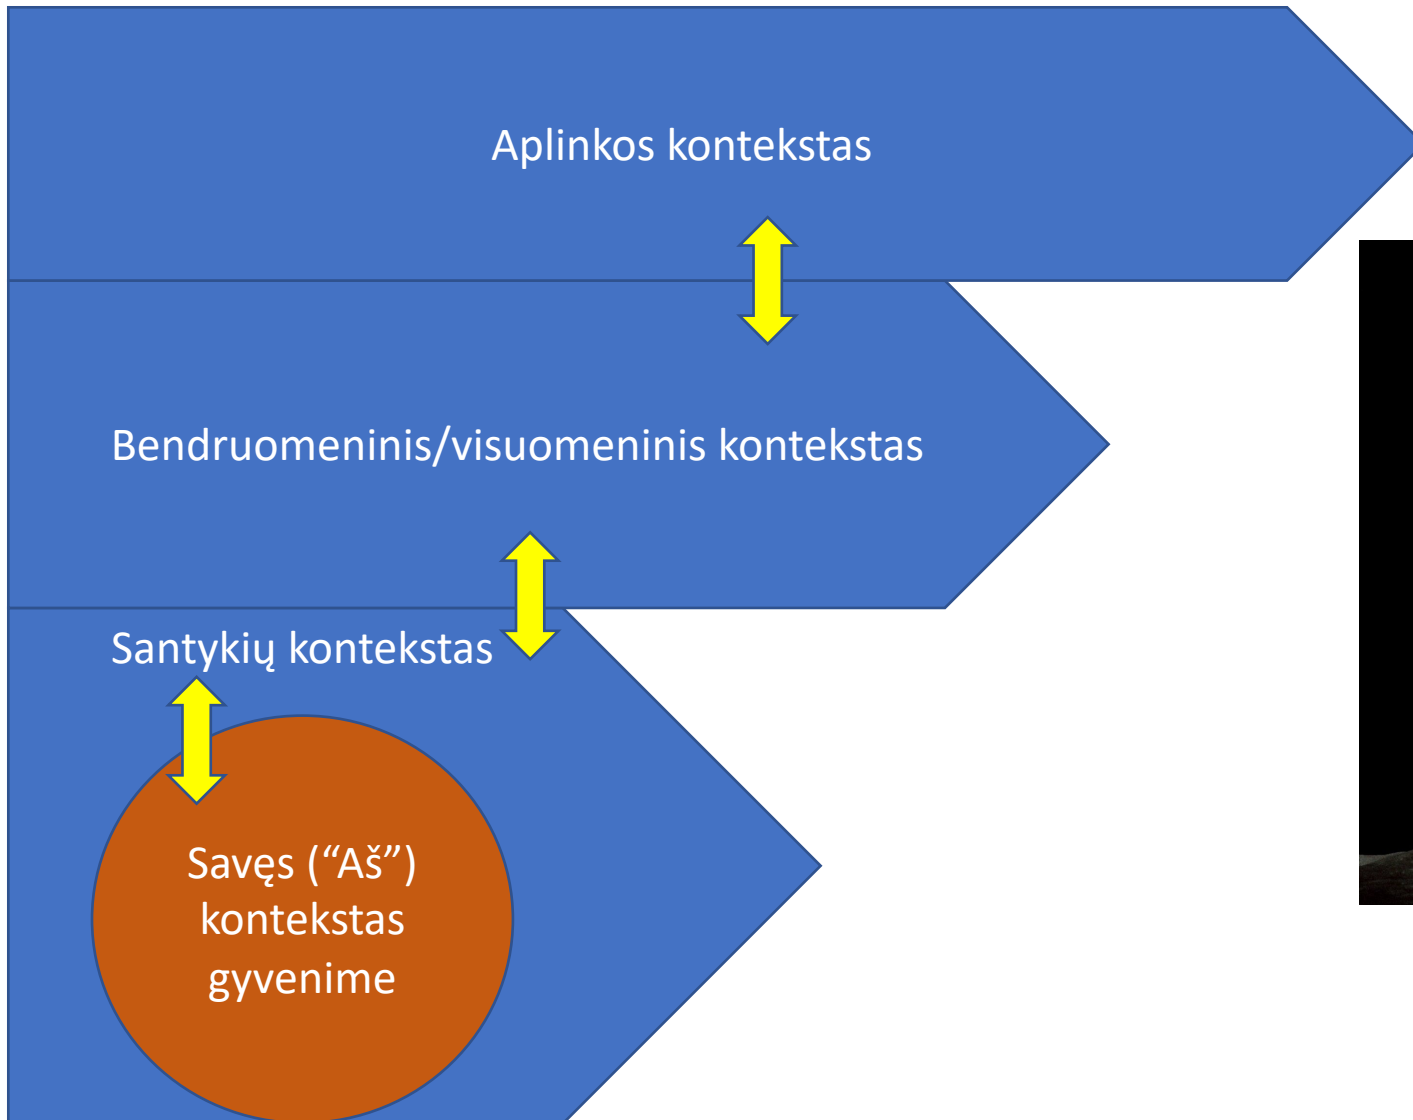 Aplinkos kontekstas
Bendruomeninis/visuomeninis kontekstas
Santykių kontekstas
Savęs (“Aš”)
kontekstas
gyvenime